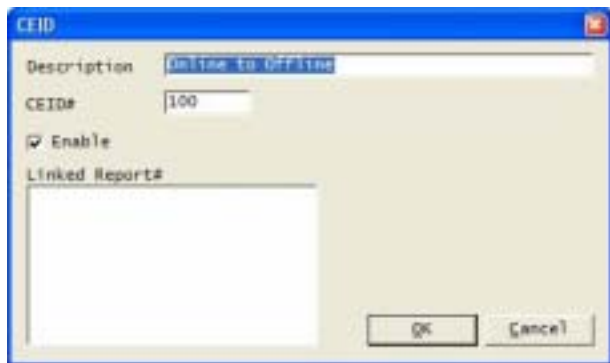 CEID
Description Online to Offline
CEID# 100
Enable
Linked Report#
OK Cancel